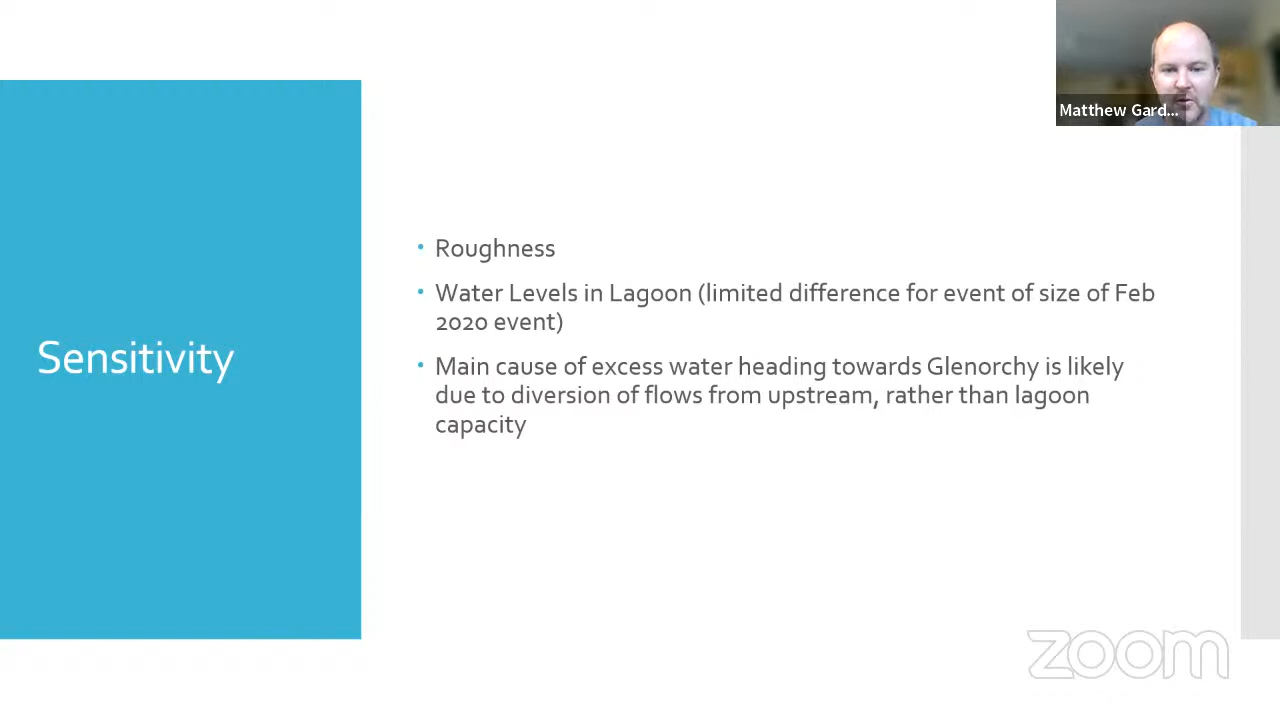 Matthew Gard...
Sensitivity
• Roughness
• Water Levels in Lagoon (limited difference for event of size of Feb
2020 event)
• Main cause of excess water heading towards Glenorchy is likely
due to diversion of flows from upstream, rather than lagoon
capacity
zoom